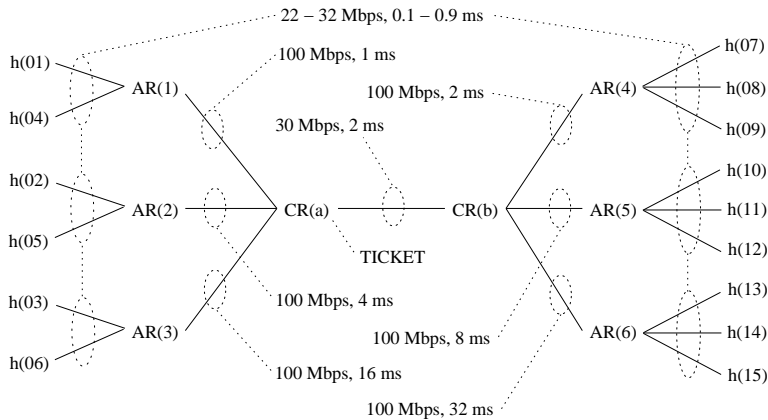 22 – 32 Mbps, 0.1 – 0.9 ms
h(01)
h(04)
h(02)
h(05)
h(03)
h(06)
AR(1)
AR(2)
AR(3)
100 Mbps, 1 ms
100 Mbps, 4 ms
100 Mbps, 16 ms
CR(a)
30 Mbps, 2 ms
TICKET
CR(b)
100 Mbps, 2 ms
100 Mbps, 8 ms
100 Mbps, 32 ms
AR(4)
AR(5)
AR(6)
h(07)
h(08)
h(09)
h(10)
h(11)
h(12)
h(13)
h(14)
h(15)